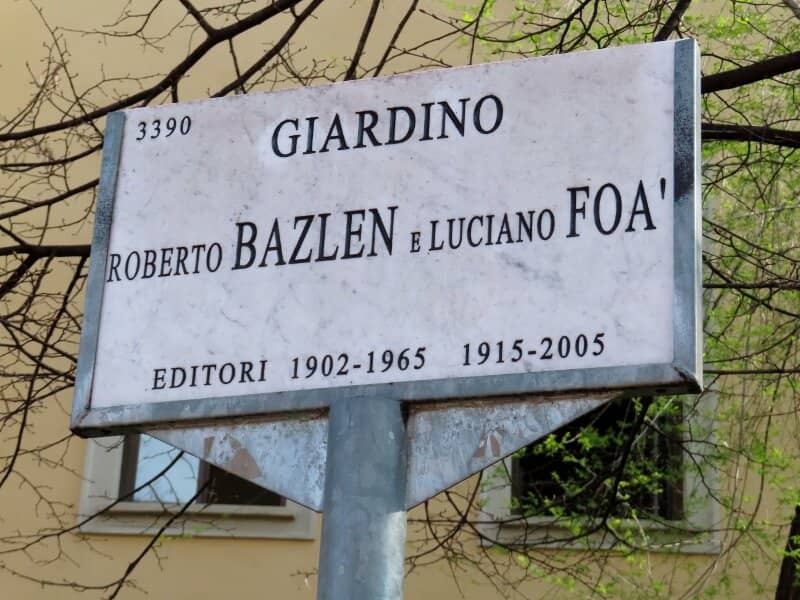 3390
GIARDINO
ROBERTO BAZLEN E LUCIANO FOA'
EDITORI 1902-1965 1915-2005